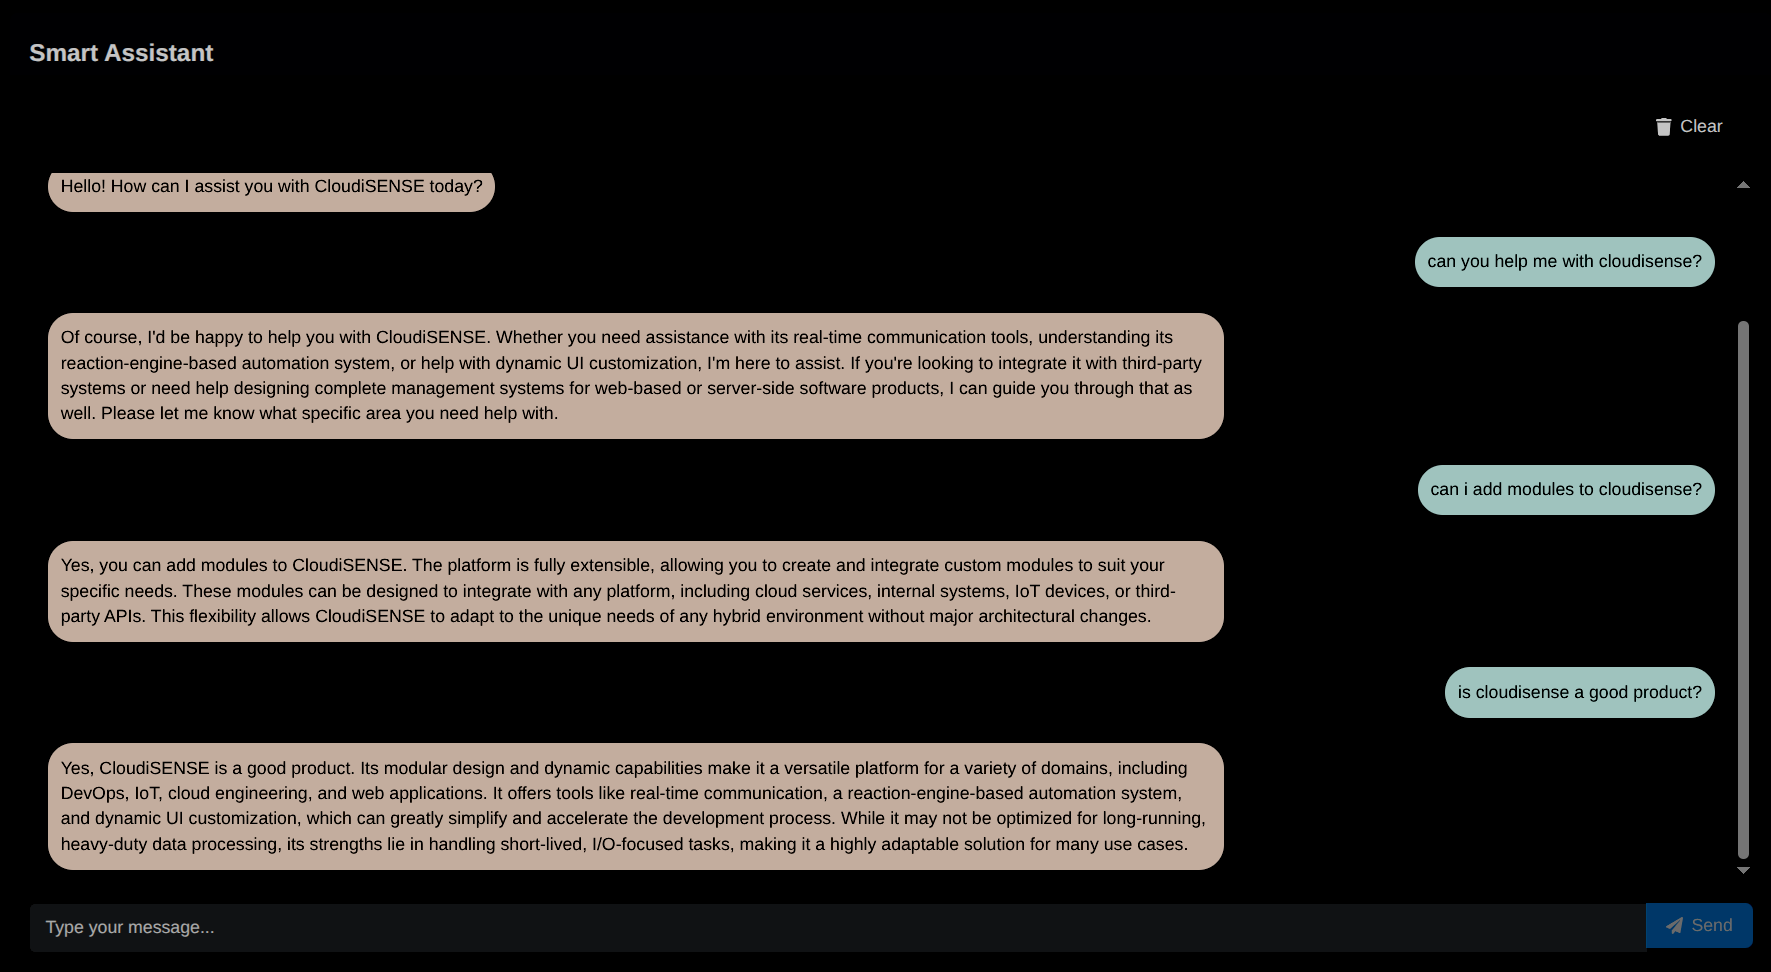 Smart Assistant
Clear
Hello! How can I assist you with CloudiSENSE today?
can you help me with cloudisense?
Of course, I'd be happy to help you with CloudiSENSE. Whether you need assistance with its real-time communication tools, understanding its
reaction-engine-based automation system, or help with dynamic UI customization, I'm here to assist. If you're looking to integrate it with third-party
systems or need help designing complete management systems for web-based or server-side software products, I can guide you through that as
well. Please let me know what specific area you need help with.
can i add modules to cloudisense?
Yes, you can add modules to CloudiSENSE. The platform is fully extensible, allowing you to create and integrate custom modules to suit your
specific needs. These modules can be designed to integrate with any platform, including cloud services, internal systems, IoT devices, or third-
party APIs. This flexibility allows CloudiSENSE to adapt to the unique needs of any hybrid environment without major architectural changes.
is cloudisense a good product?
Yes, CloudiSENSE is a good product. Its modular design and dynamic capabilities make it a versatile platform for a variety of domains, including
DevOps, IoT, cloud engineering, and web applications. It offers tools like real-time communication, a reaction-engine-based automation system,
and dynamic UI customization, which can greatly simplify and accelerate the development process. While it may not be optimized for long-running,
heavy-duty data processing, its strengths lie in handling short-lived, I/O-focused tasks, making it a highly adaptable solution for many use cases.
Type your message...
Send